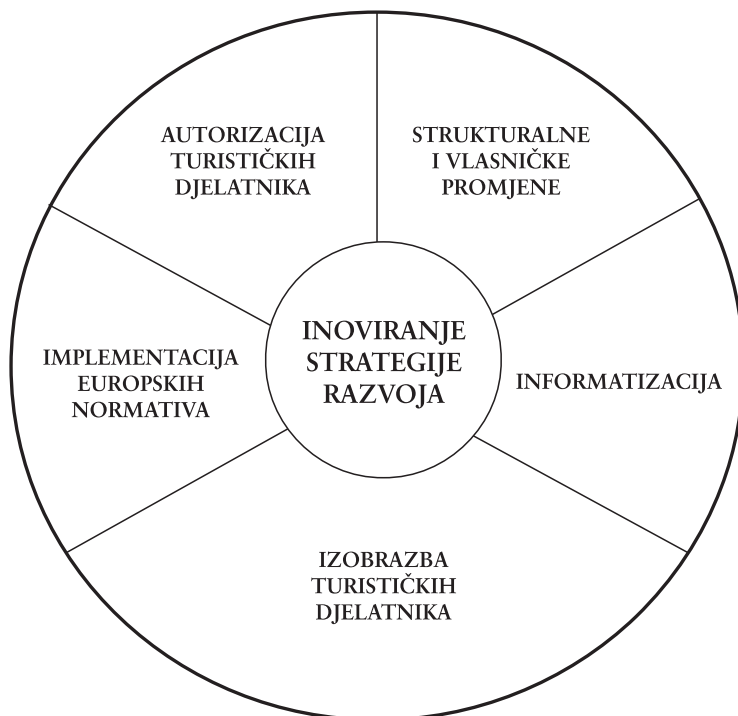 AUTORIZACIJA
TURISTIČKIH
DJELATNIKA
STRUKTURALNE
I VLASNIČKE
PROMJENE
IMPLEMENTACIJA
EUROPSKIH
NORMATIVA
INOVIRANJE
STRATEGIJE
RAZVOJA
INFORMATIZACIJA
IZOBRAZBA
TURISTIČKIH
DJELATNIKA